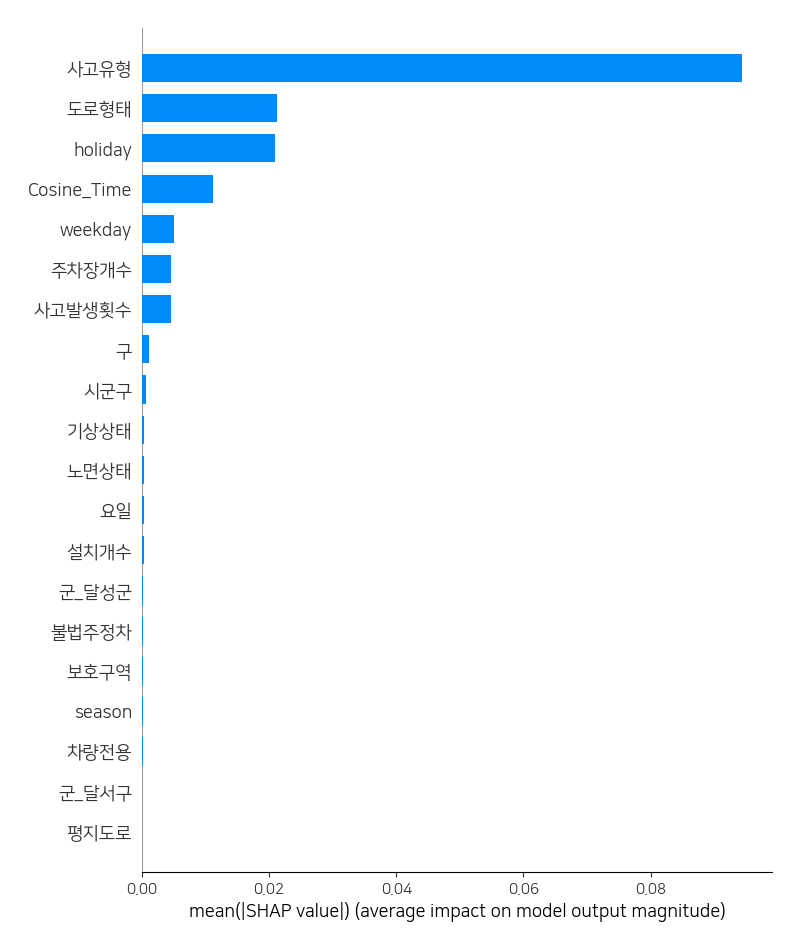 사고유형
도로형태
holiday
Cosine_Time
weekday
주차장개수
사고발생횟수
구
시군구
기상상태
노면상태
요일
설치개수
군_달성군
불법주정차
보호구역
season
차량전용
군_달서구
평지도로
0.00 0.02 0.04 0.06 0.08
mean(|SHAP value|) (average impact on model output magnitude)